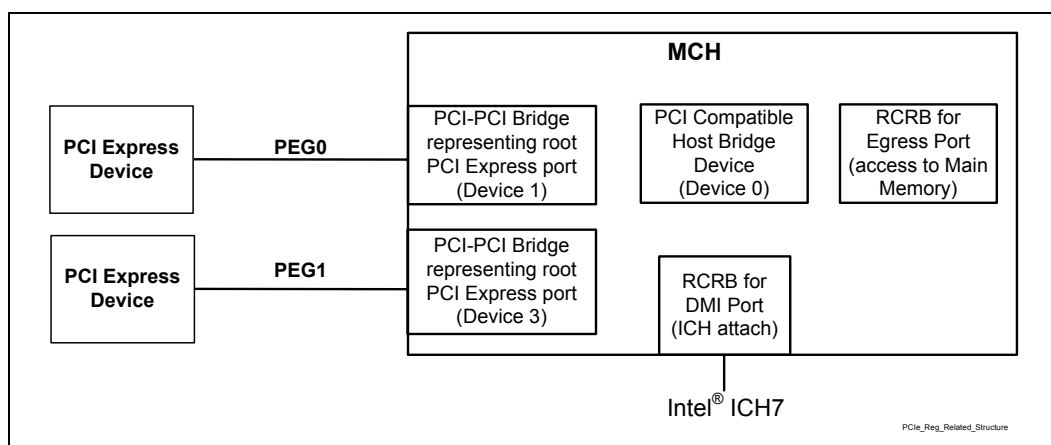 MCH
PCI Express
Device
PEG0
PCI-PCI Bridge
representing root
PCI Express port
(Device 1)
PCI Compatible
Host Bridge
Device
(Device 0)
RCRB for
Egress Port
(access to Main
Memory)
PCI Express
Device
PEG1
PCI-PCI Bridge
representing root
PCI Express port
(Device 3)
RCRB for
DMI Port
(ICH attach)
Intel® ICH7
PCIe_Reg_Related_Structure